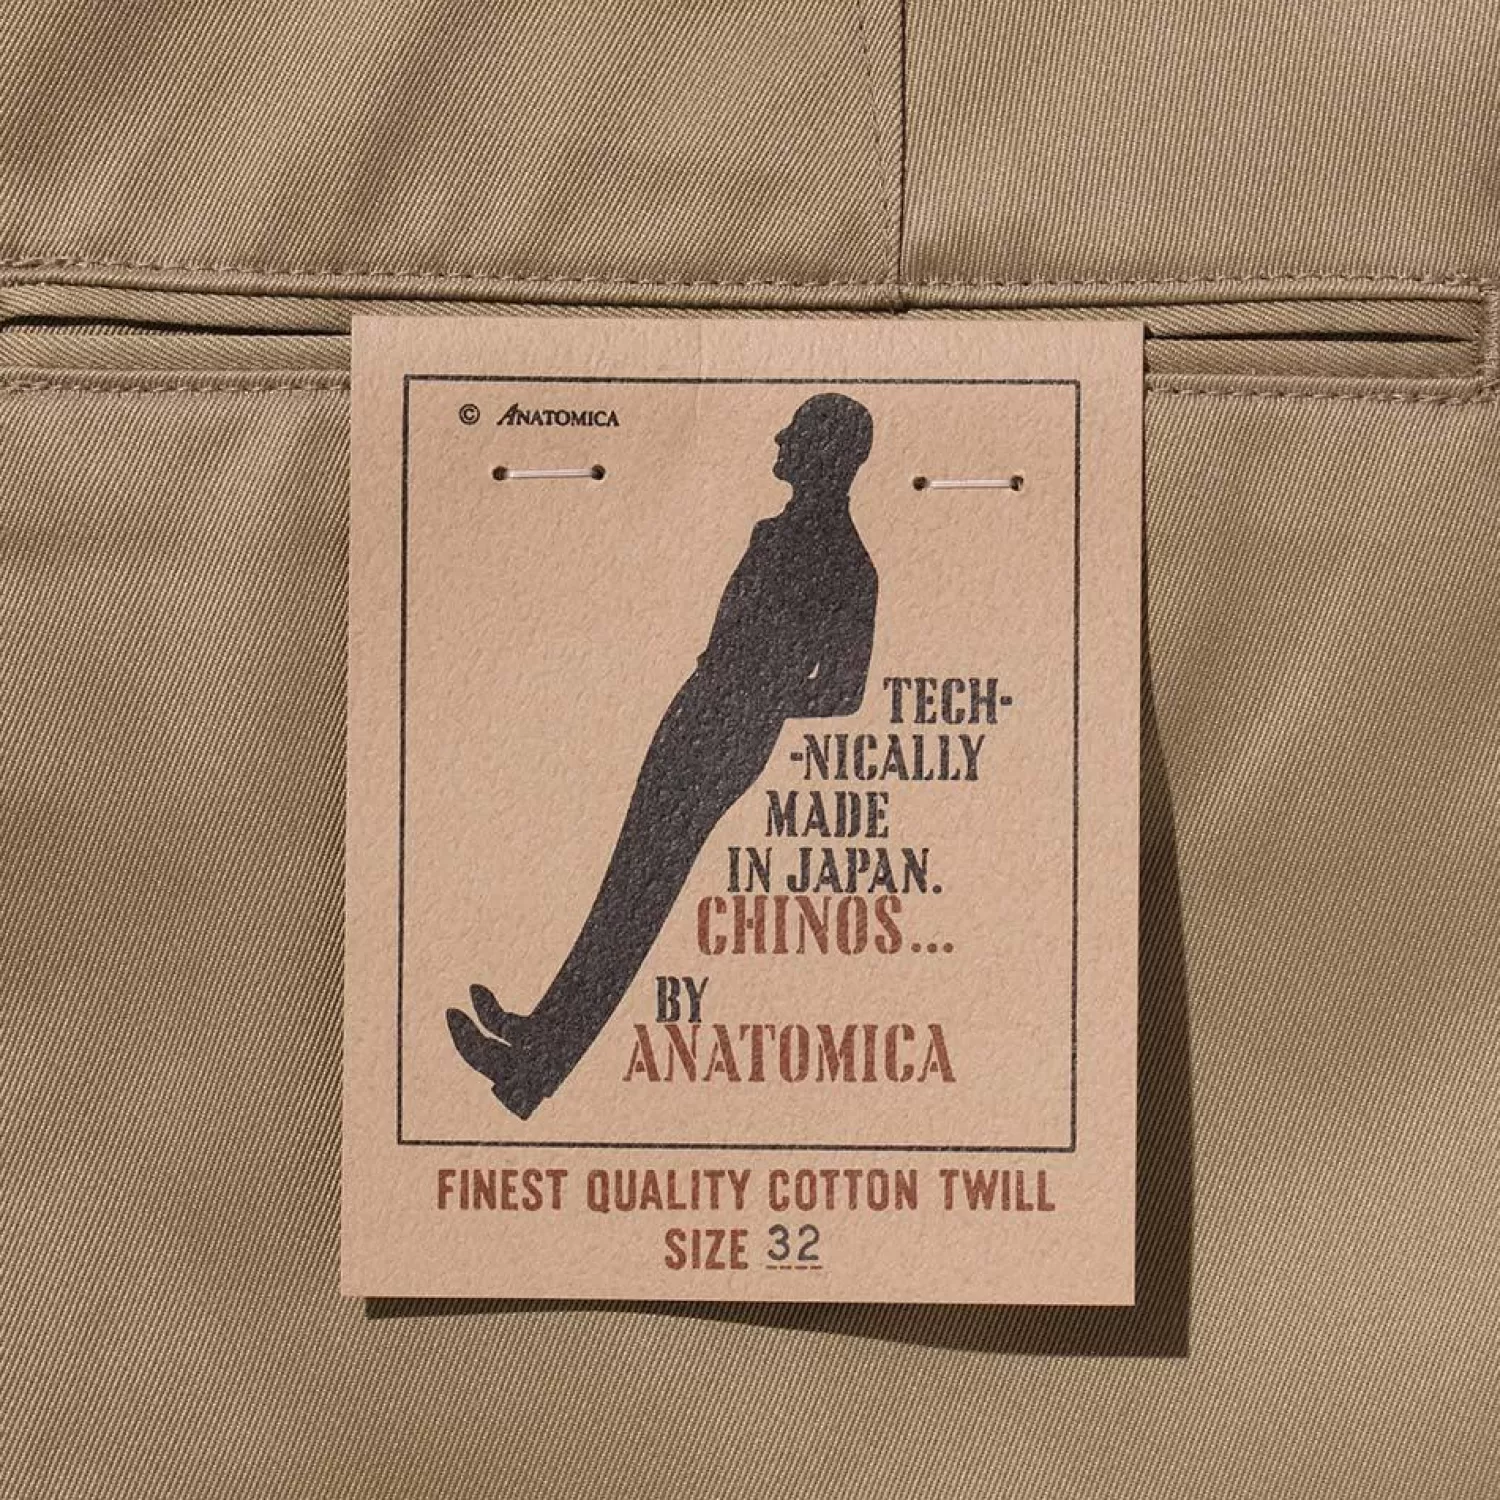 © ANATOMICA
TECH-
-NICALLY
MADE
IN JAPAN.
CHINOS...
BY
ANATOMICA
FINEST QUALITY COTTON TWILL
SIZE 32